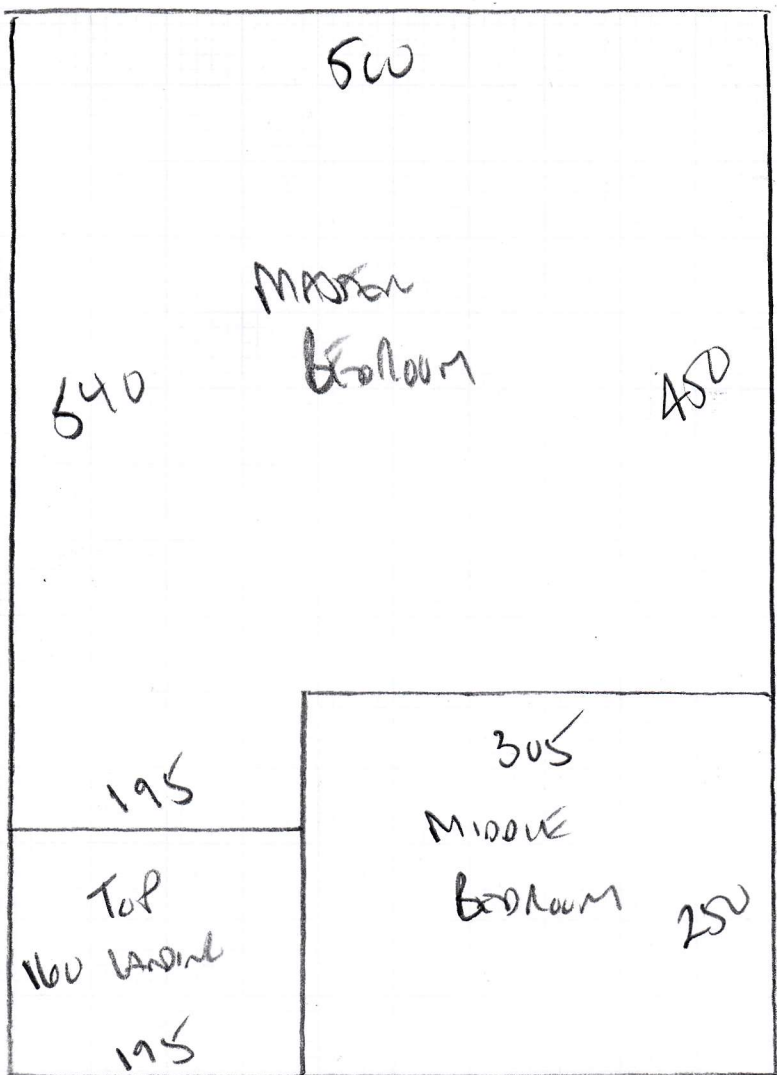 500
MASTER
BEDROOM
540
450
195
305
MIDDLE
BEDROOM
250
TOP
160 LANDING
195